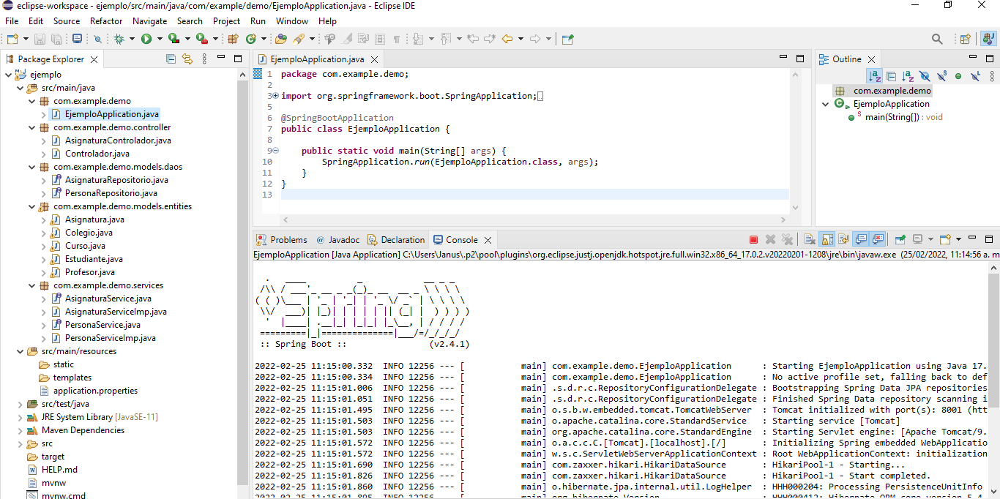 eclipse-workspace - ejemplo/src/main/java/com/example/demo/EjemploApplication.java - Eclipse IDE
File Edit Source Refactor Navigate Search Project Run Window Help
Package Explorer
ejemplo
src/main/java
com.example.demo
EjemploApplication.java
com.example.demo.controller
AsignaturaControlador.java
Controlador.java
com.example.demo.models.daos
AsignaturaRepositorio.java
PersonaRepositorio.java
com.example.demo.models.entities
Asignatura.java
Colegio.java
Curso.java
Estudiante.java
Profesor.java
com.example.demo.services
AsignaturaService.java
AsignaturaServiceImp.java
PersonaService.java
PersonaServiceImp.java
src/main/resources
static
templates
application.properties
src/test/java
JRE System Library [JavaSE-11]
Maven Dependencies
src
target
HELP.md
mvnw
mvnw.cmd
EjemploApplication.java
1 package com.example.demo;
2
3 import org.springframework.boot.SpringApplication;
5
6 @SpringBootApplication
7 public class EjemploApplication {
8
9 public static void main(String[] args) {
10 SpringApplication.run(EjemploApplication.class, args);
11 }
12 }
13
Outline
com.example.demo
EjemploApplication
main(String[]) : void
Problems Javadoc Declaration Console
EjemploApplication [Java Application] C:\Users\Janus\.p2\pool\plugins\org.eclipse.justj.openjdk.hotspot.jre.full.win32.x86_64_17.0.2.v20220201-1208\jre\bin\javaw.exe (25/02/2022, 11:14:56 a. m
Spring
:: Spring Boot :: (v2.4.1)
2022-02-25 11:15:00.332 INFO 12256 --- [ main] com.example.demo.EjemploApplication : Starting EjemploApplication using Java 17.
2022-02-25 11:15:00.334 INFO 12256 --- [ main] com.example.demo.EjemploApplication : No active profile set, falling back to def
2022-02-25 11:15:01.006 INFO 12256 --- [ main] .s.d.r.c.RepositoryConfigurationDelegate : Bootstrapping Spring Data JPA repositories
2022-02-25 11:15:01.051 INFO 12256 --- [ main] .s.d.r.c.RepositoryConfigurationDelegate : Finished Spring Data repository scanning i
2022-02-25 11:15:01.495 INFO 12256 --- [ main] o.s.b.w.embedded.tomcat.TomcatWebServer : Tomcat initialized with port(s): 8001 (htt
2022-02-25 11:15:01.503 INFO 12256 --- [ main] o.apache.catalina.core.StandardService : Starting service [Tomcat]
2022-02-25 11:15:01.503 INFO 12256 --- [ main] org.apache.catalina.core.StandardEngine : Starting Servlet engine: [Apache Tomcat/9.
2022-02-25 11:15:01.572 INFO 12256 --- [ main] o.a.c.c.C.[Tomcat].[localhost].[/] : Initializing Spring embedded WebApplicatio
2022-02-25 11:15:01.572 INFO 12256 --- [ main] w.s.c.ServletWebServerApplicationContext : Root WebApplicationContext: initialization
2022-02-25 11:15:01.690 INFO 12256 --- [ main] com.zaxxer.hikari.HikariDataSource : HikariPool-1 - Starting...
2022-02-25 11:15:01.826 INFO 12256 --- [ main] com.zaxxer.hikari.HikariDataSource : HikariPool-1 - Start completed.
2022-02-25 11:15:01.860 INFO 12256 --- [ main] o.hibernate.jpa.internal.util.LogHelper : HHH000204: Processing PersistenceUnitInfo
2022-02-25 11:15:01.895 INFO 12256 --- [ main] org.hibernate.Version : HHH000412: Hibernate ORM core version 5.4